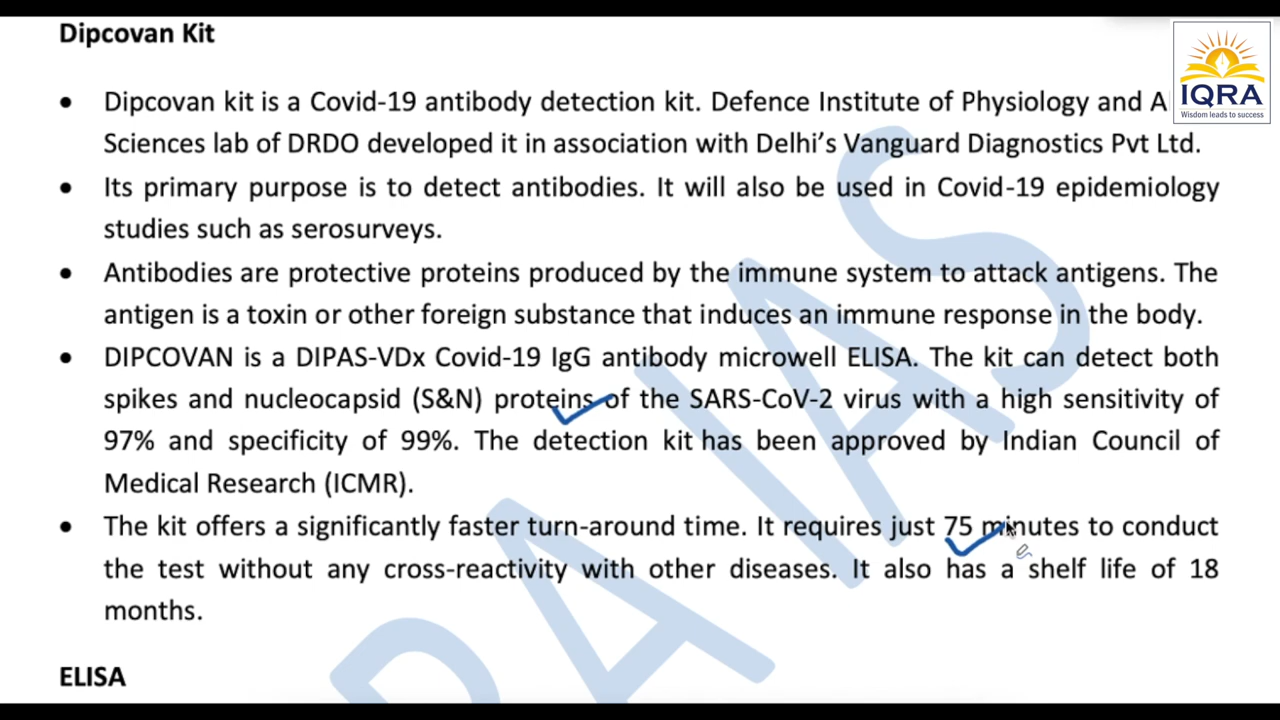 Dipcovan Kit
IQRA
Wisdom leads to success
• Dipcovan kit is a Covid-19 antibody detection kit. Defence Institute of Physiology and A
Sciences lab of DRDO developed it in association with Delhi's Vanguard Diagnostics Pvt Ltd.
• Its primary purpose is to detect antibodies. It will also be used in Covid-19 epidemiology
studies such as serosurveys.
• Antibodies are protective proteins produced by the immune system to attack antigens. The
antigen is a toxin or other foreign substance that induces an immune response in the body.
• DIPCOVAN is a DIPAS-VDx Covid-19 IgG antibody microwell ELISA. The kit can detect both
spikes and nucleocapsid (S&N) proteins of the SARS-CoV-2 virus with a high sensitivity of
97% and specificity of 99%. The detection kit has been approved by Indian Council of
Medical Research (ICMR).
• The kit offers a significantly faster turn-around time. It requires just 75 minutes to conduct
the test without any cross-reactivity with other diseases. It also has a shelf life of 18
months.
ELISA
RA IAS